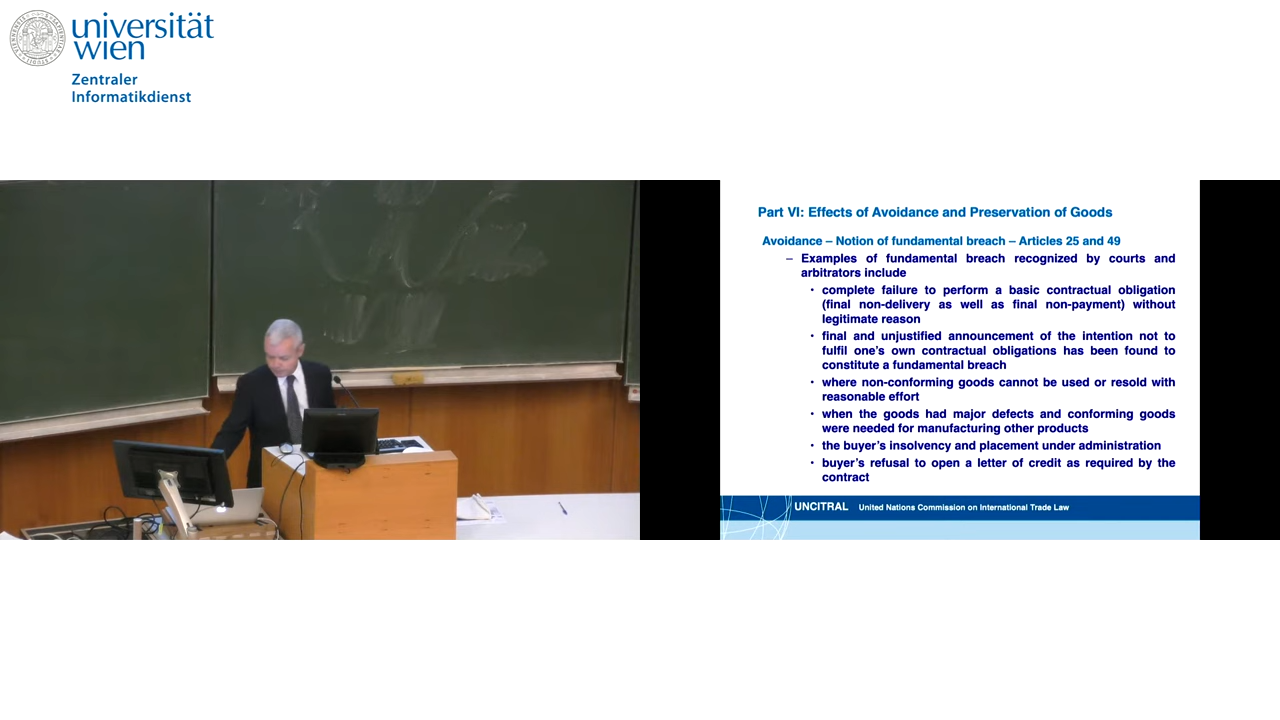 universität
wien
Zentraler
Informatikdienst
Part VI: Effects of Avoidance and Preservation of Goods
Avoidance – Notion of fundamental breach – Articles 25 and 49
– Examples of fundamental breach recognized by courts and
arbitrators include
• complete failure to perform a basic contractual obligation
(final non-delivery as well as final non-payment) without
legitimate reason
• final and unjustified announcement of the intention not to
fulfil one’s own contractual obligations has been found to
constitute a fundamental breach
• where non-conforming goods cannot be used or resold with
reasonable effort
• when the goods had major defects and conforming goods
were needed for manufacturing other products
• the buyer’s insolvency and placement under administration
• buyer’s refusal to open a letter of credit as required by the
contract
UNCITRAL United Nations Commission on International Trade Law